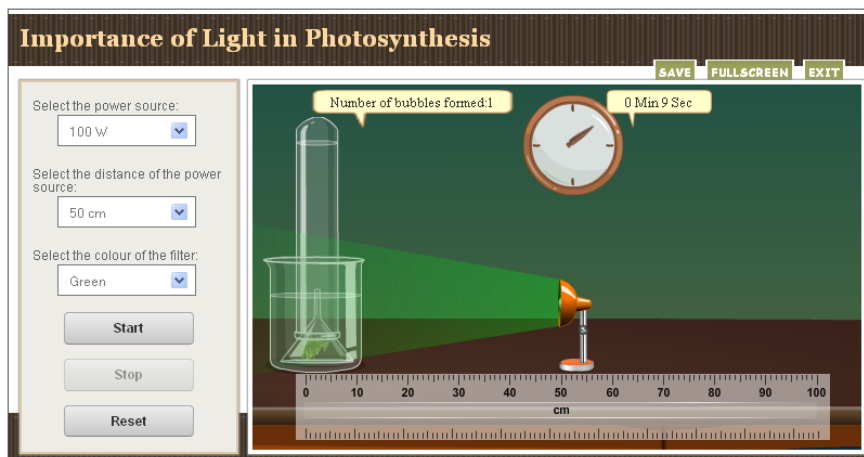 Importance of Light in Photosynthesis
SAVE FULLSCREEN EXIT
Select the power source:
100 W
Select the distance of the power
source:
50 cm
Select the colour of the filter:
Green
Start
Stop
Reset
Number of bubbles formed:1
0 Min 9 Sec
0 10 20 30 40 50 60 70 80 90 100
cm